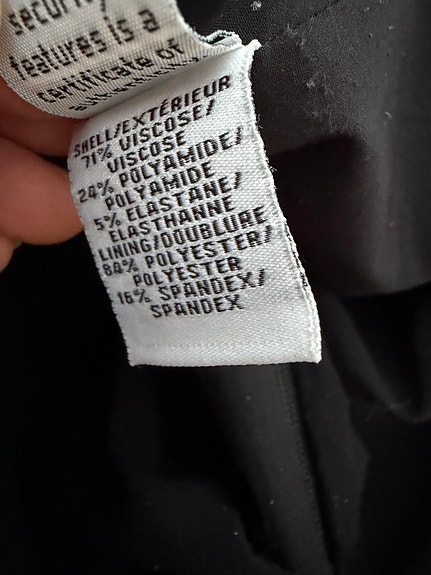 security
features is a
certificate of
SHELL/EXTÉRIEUR
71% VISCOSE/
VISCOSE
24% POLYAMIDE/
POLYAMIDE
5% ELASTANE/
ÉLASTHANNE
LINING/DOUBLURE
84% POLYESTER/
POLYESTER
16% SPANDEX/
SPANDEX